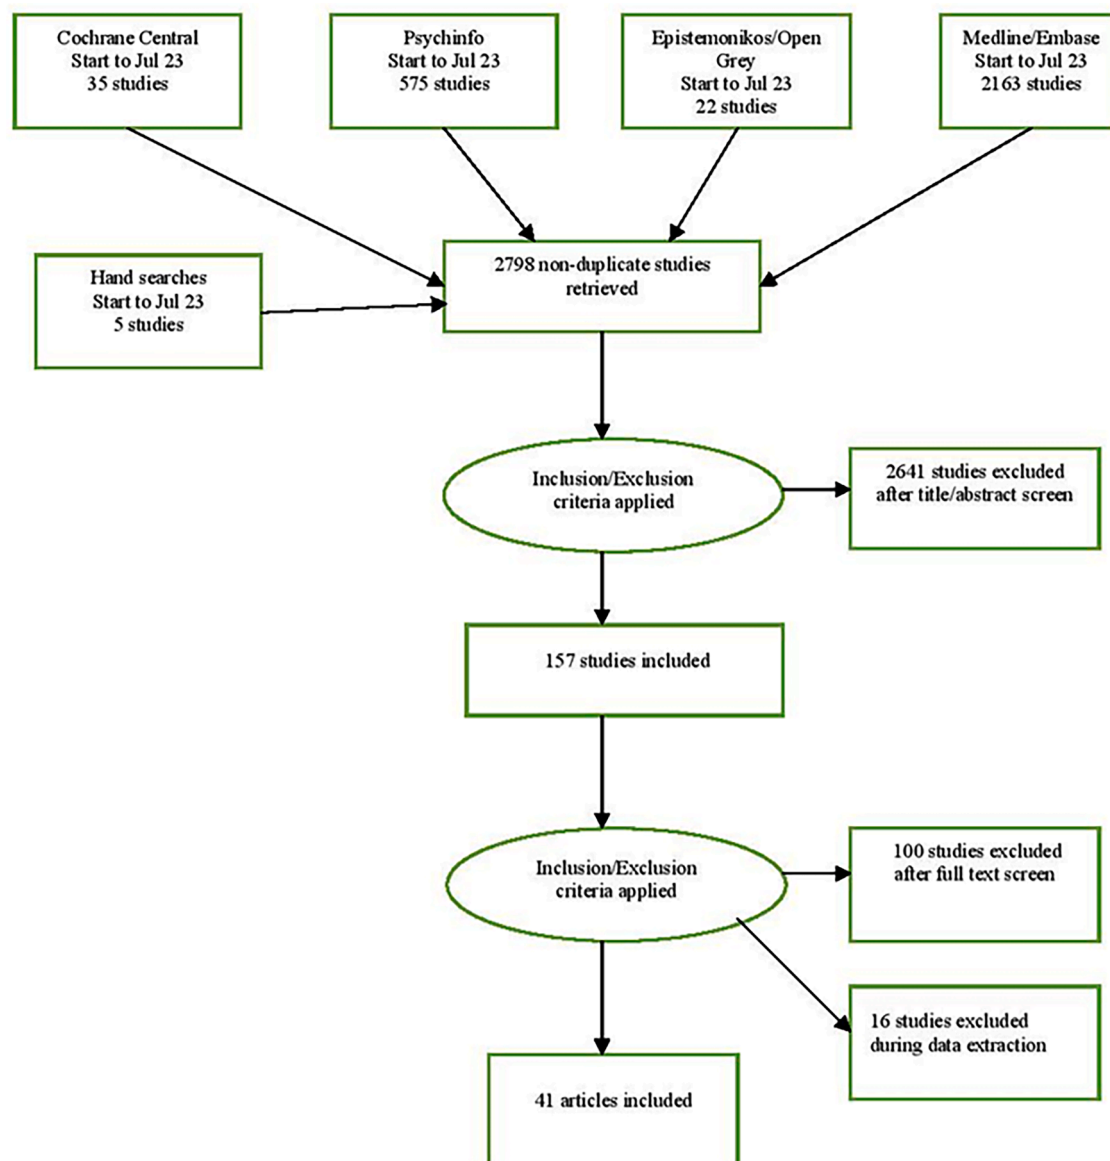 Cochrane Central
Start to Jul 23
35 studies
Psychinfo
Start to Jul 23
575 studies
Epistemonikos/Open
Grey
Start to Jul 23
22 studies
Medline/Embase
Start to Jul 23
2163 studies
Hand searches
Start to Jul 23
5 studies
2798 non-duplicate studies
retrieved
Inclusion/Exclusion
criteria applied
2641 studies excluded
after title/abstract screen
157 studies included
Inclusion/Exclusion
criteria applied
100 studies excluded
after full text screen
16 studies excluded
during data extraction
41 articles included